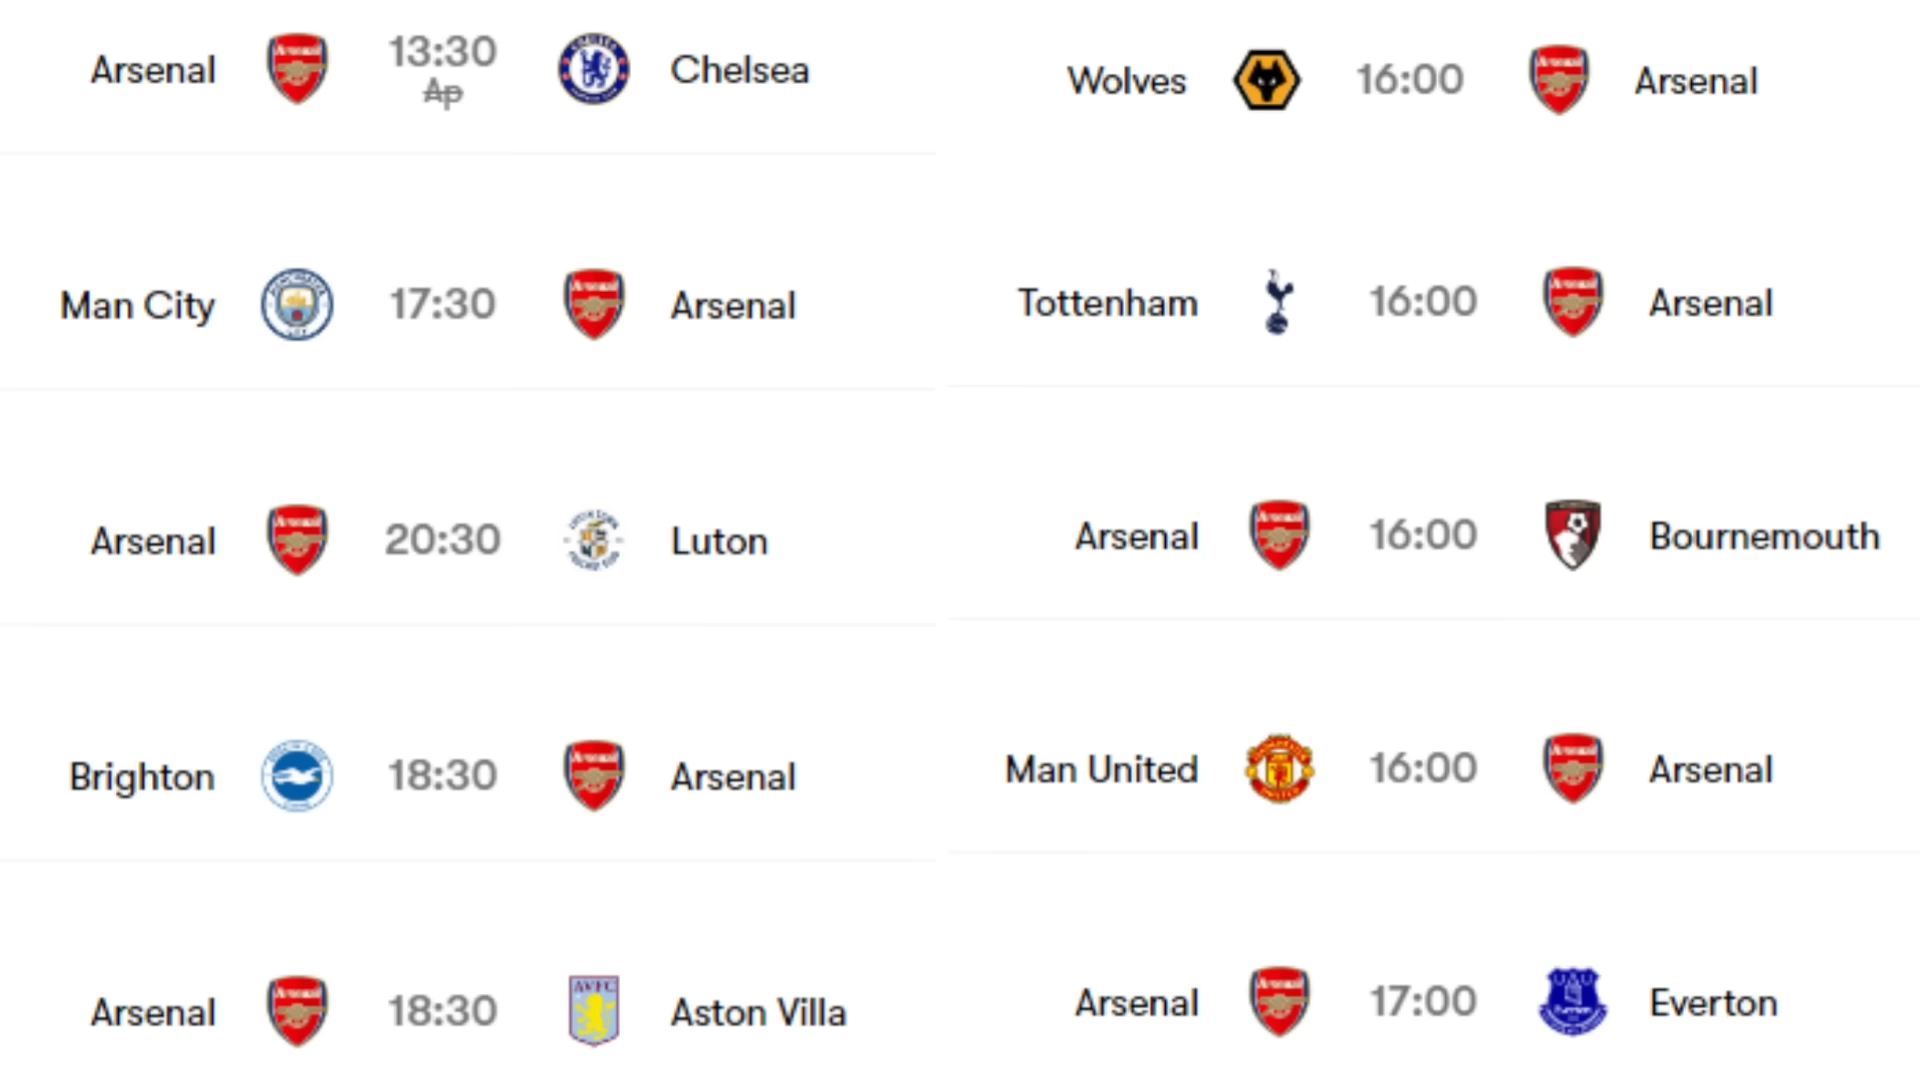 Arsenal 13:30 Chelsea
Ap
Man City 17:30 Arsenal
Arsenal 20:30 Luton
Brighton 18:30 Arsenal
Arsenal 18:30 AVFC Aston Villa
Wolves 16:00 Arsenal
Tottenham 16:00 Arsenal
Arsenal 16:00 Bournemouth
Man United 16:00 Arsenal
Arsenal 17:00 Everton